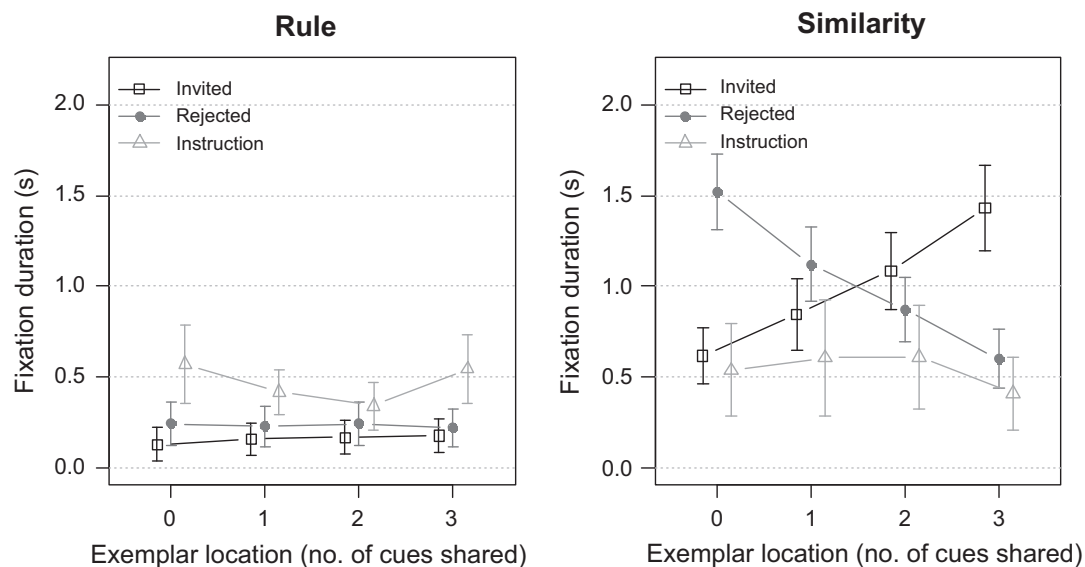 Rule
Invited
Rejected
Instruction
Fixation duration (s)
2.0
1.5
1.0
0.5
0.0
0 1 2 3
Exemplar location (no. of cues shared)
Similarity
Invited
Rejected
Instruction
Fixation duration (s)
2.0
1.5
1.0
0.5
0.0
0 1 2 3
Exemplar location (no. of cues shared)